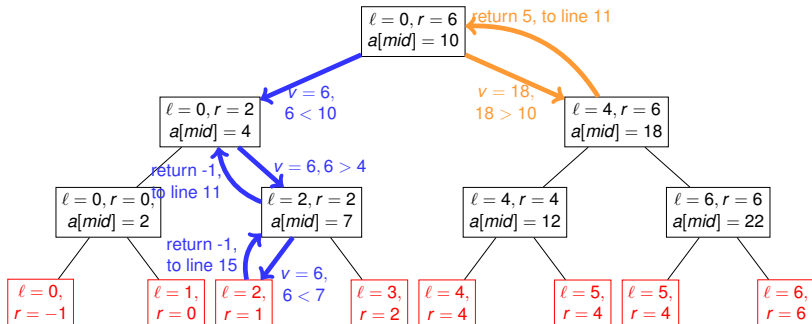 ℓ = 0, r = 6
a[mid] = 10
return 5, to line 11
v = 6,
6 < 10
v = 18,
18 > 10
ℓ = 0, r = 2
a[mid] = 4
ℓ = 4, r = 6
a[mid] = 18
return -1,
to line 11
v = 6, 6 > 4
ℓ = 0, r = 0,
a[mid] = 2
ℓ = 2, r = 2
a[mid] = 7
ℓ = 4, r = 4
a[mid] = 12
ℓ = 6, r = 6
a[mid] = 22
return -1,
to line 15
v = 6,
6 < 7
ℓ = 0,
r = −1
ℓ = 1,
r = 0
ℓ = 2,
r = 1
ℓ = 3,
r = 2
ℓ = 4,
r = 4
ℓ = 5,
r = 4
ℓ = 5,
r = 4
ℓ = 6,
r = 6